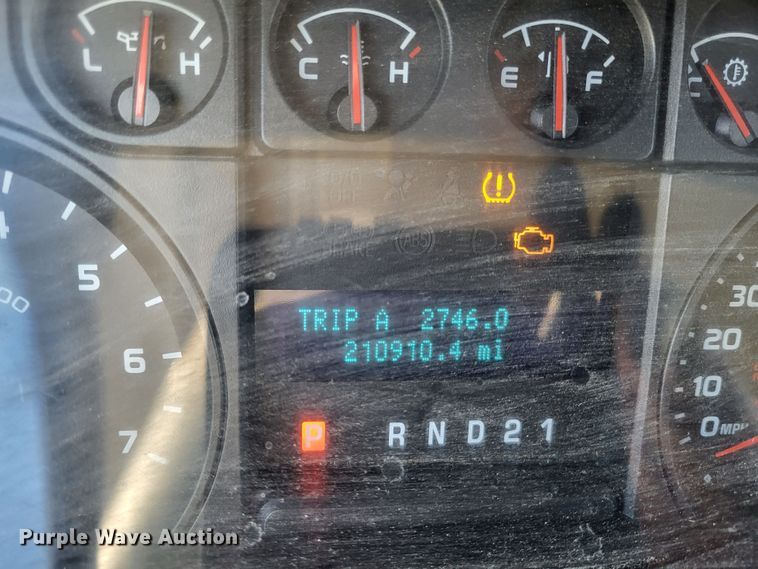 L H
C H
E F
4
5
6
7
00
TRIP A 2746.0
210910.4 mi
P R N D 2 1
30
20
10
0 MPH
Purple Wave Auction